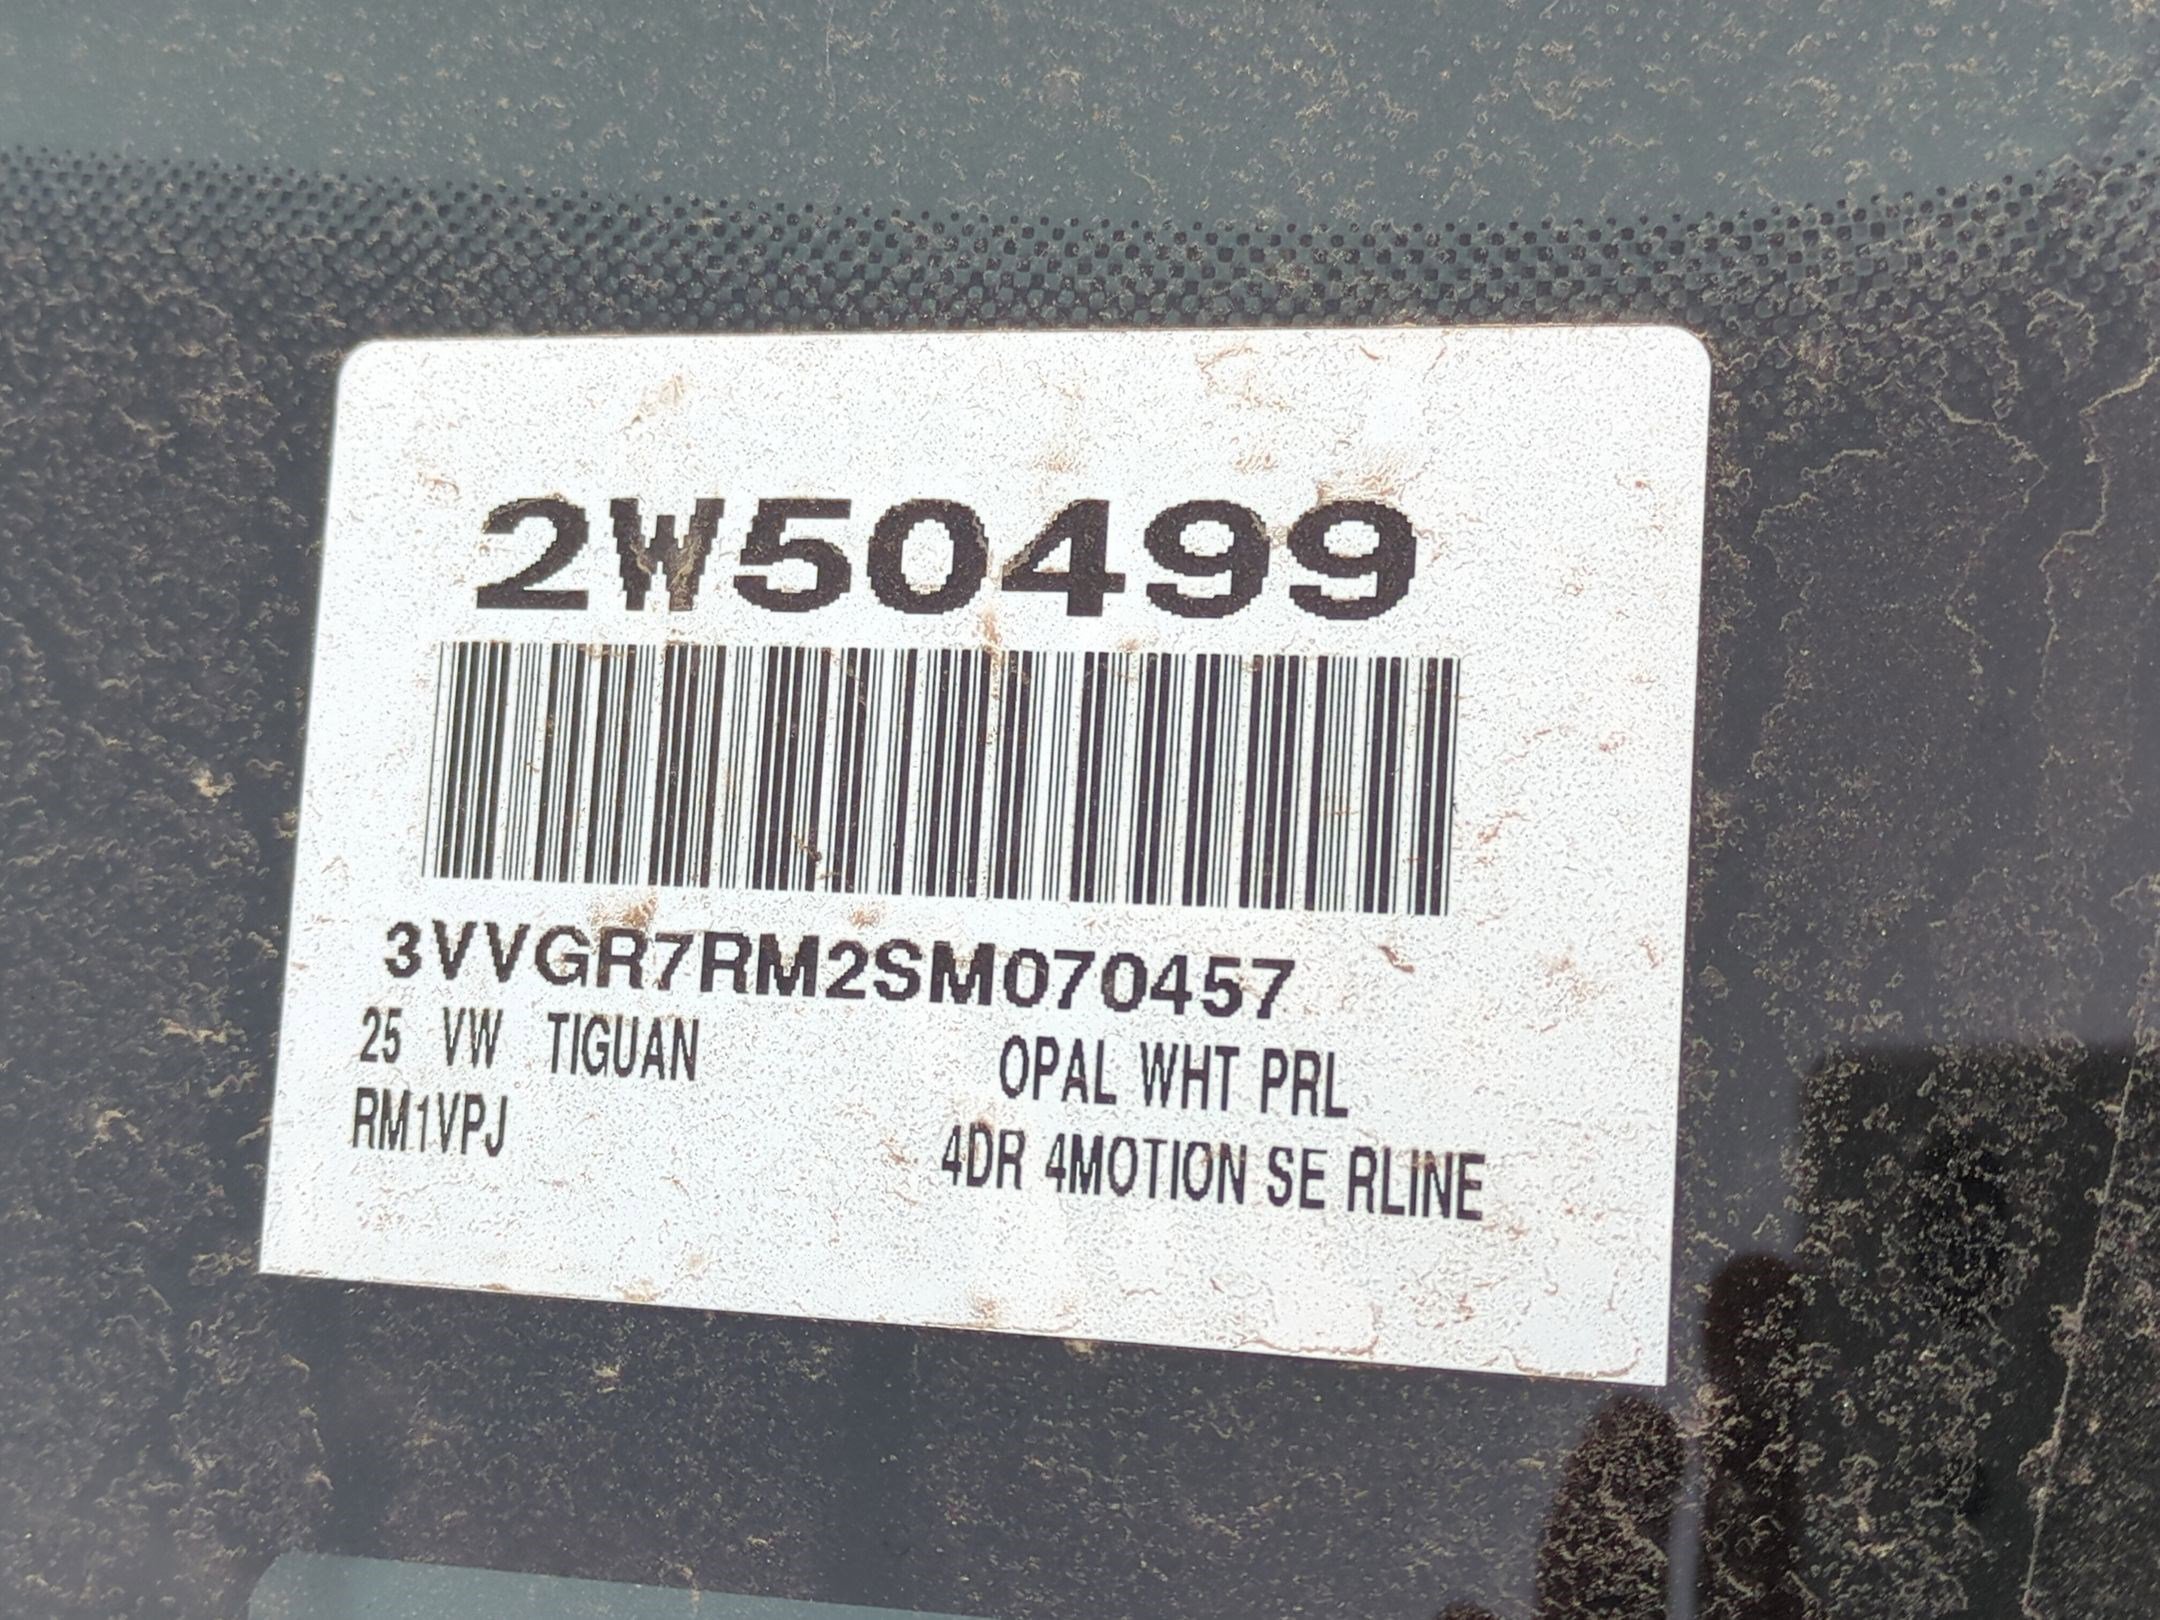 2W50499
3VVGR7RM2SM070457
25 VW TIGUAN OPAL WHT PRL
RM1VPJ 4DR 4MOTION SE RLINE